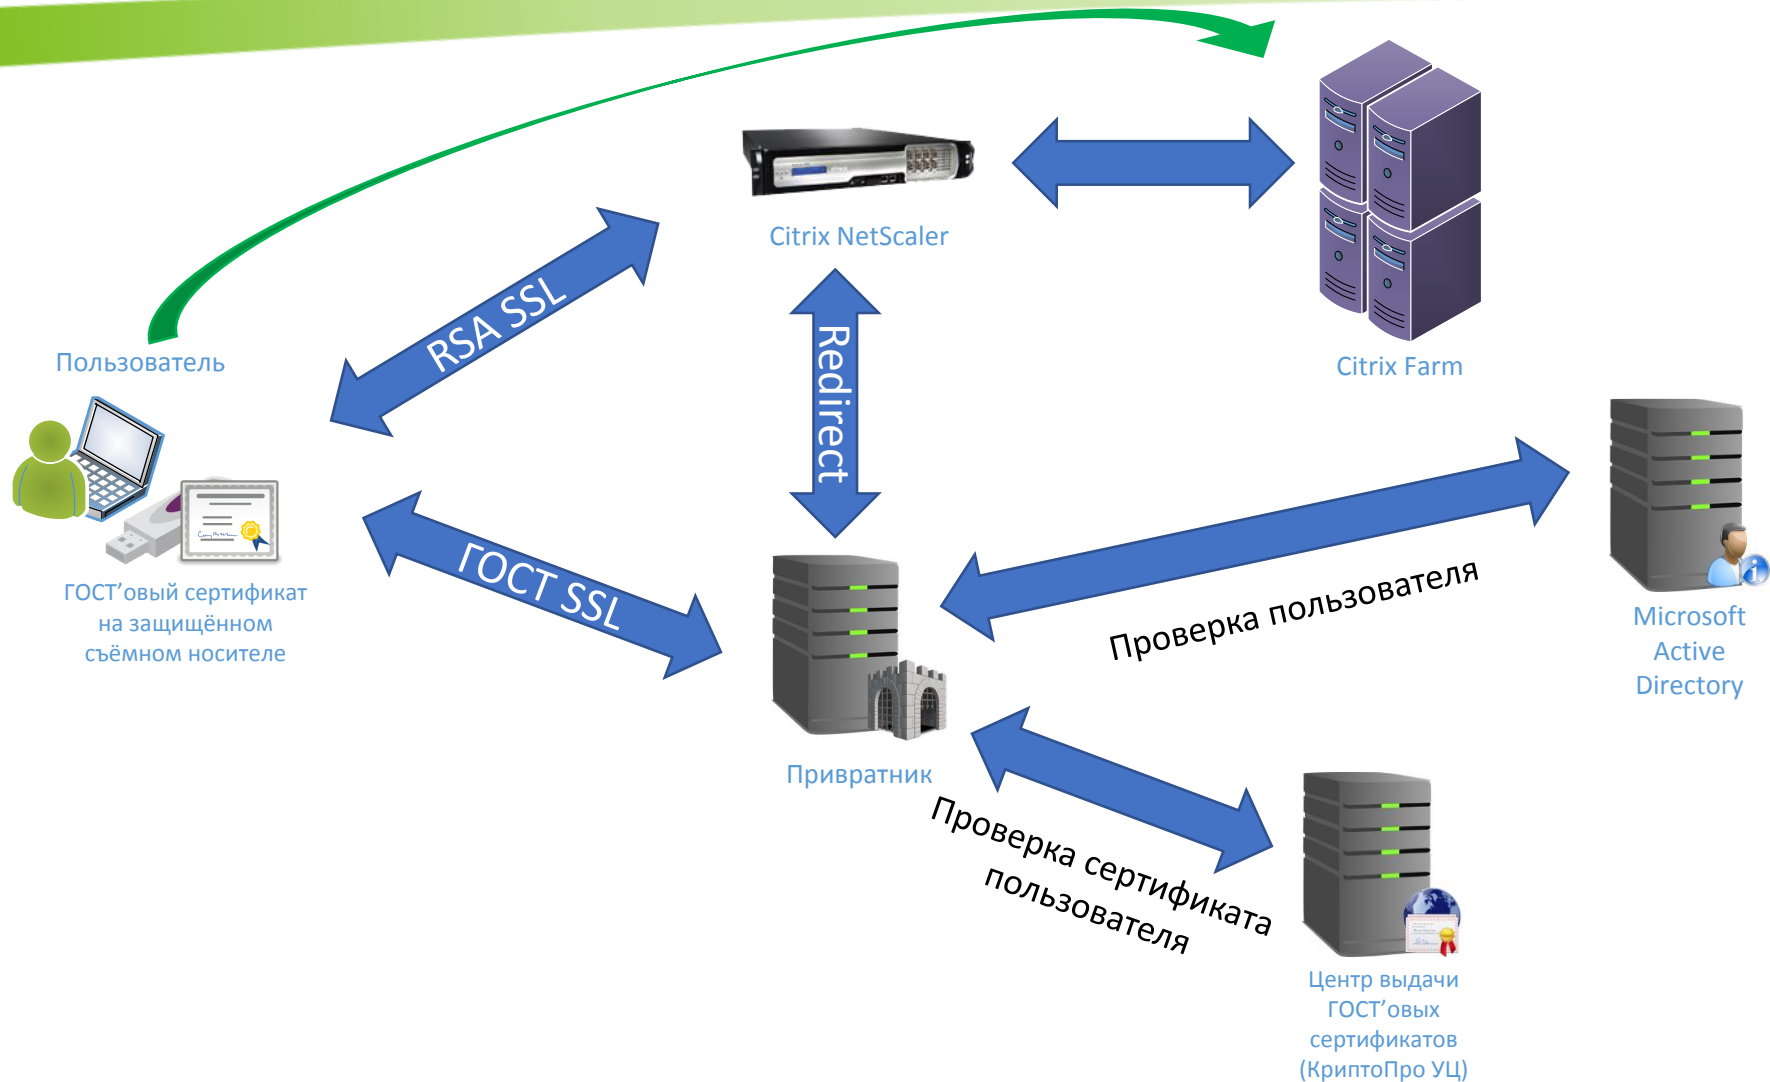 Citrix NetScaler
Citrix Farm
RSA SSL
Redirect
Пользователь
ГОСТ SSL
ГОСТ’овый сертификат
на защищённом
съёмном носителе
Проверка пользователя
Microsoft
Active
Directory
Привратник
Проверка сертификата
пользователя
Центр выдачи
ГОСТ’овых
сертификатов
(КриптоПро УЦ)